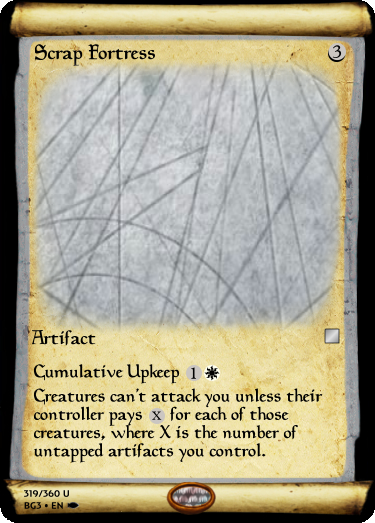 Scrap Fortress 3
Artifact
Cumulative Upkeep 1
Creatures can't attack you unless their
controller pays X for each of those
creatures, where X is the number of
untapped artifacts you control.
319/360 U
BG3 • EN